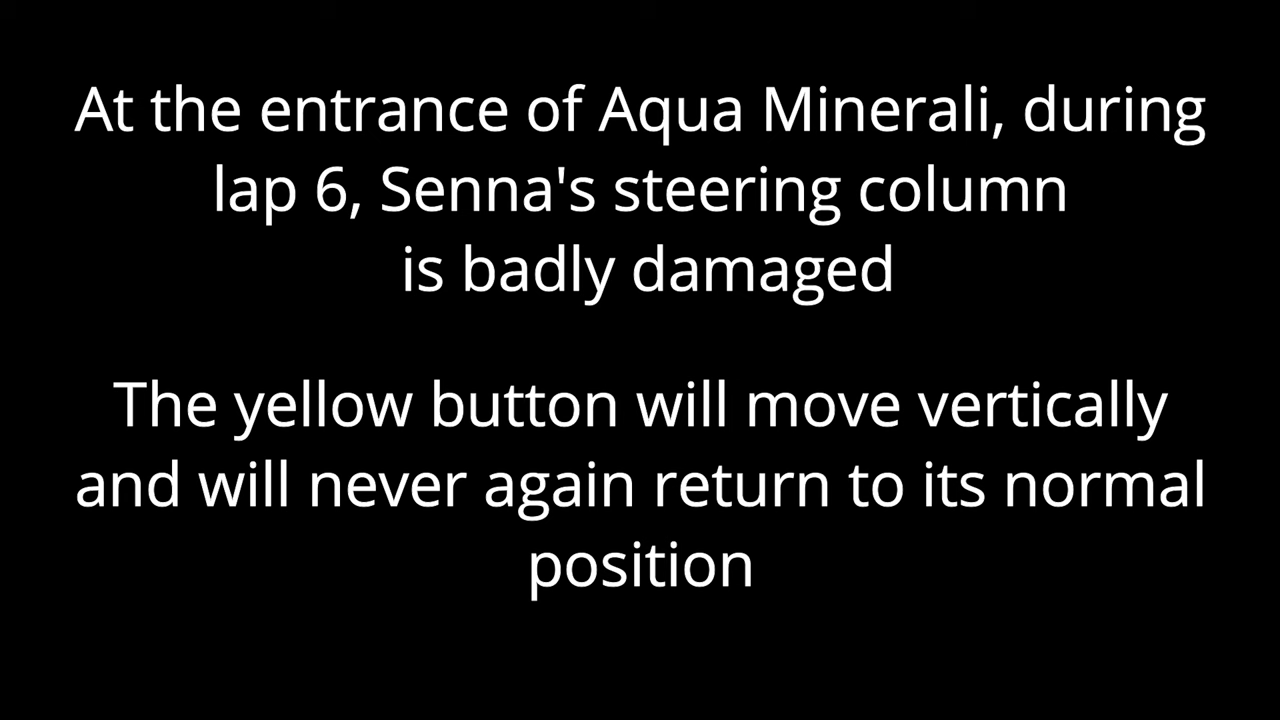 At the entrance of Aqua Minerali, during
lap 6, Senna's steering column
is badly damaged
The yellow button will move vertically
and will never again return to its normal
position